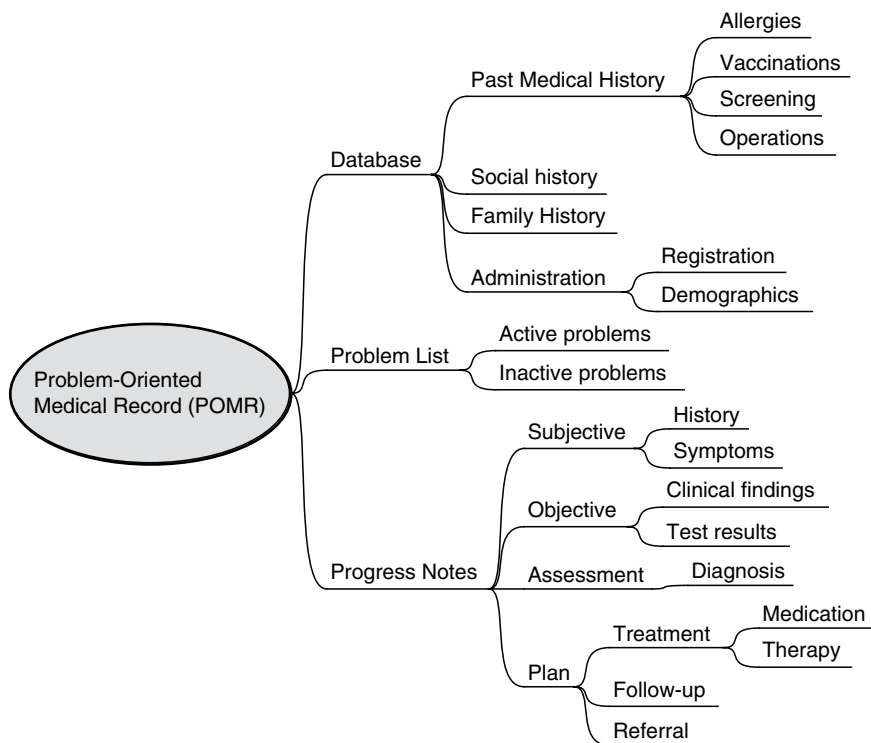 Problem-Oriented
Medical Record (POMR)
Database
Past Medical History
Allergies
Vaccinations
Screening
Operations
Social history
Family History
Administration
Registration
Demographics
Problem List
Active problems
Inactive problems
Progress Notes
Subjective
History
Symptoms
Objective
Clinical findings
Test results
Assessment
Diagnosis
Plan
Treatment
Medication
Therapy
Follow-up
Referral